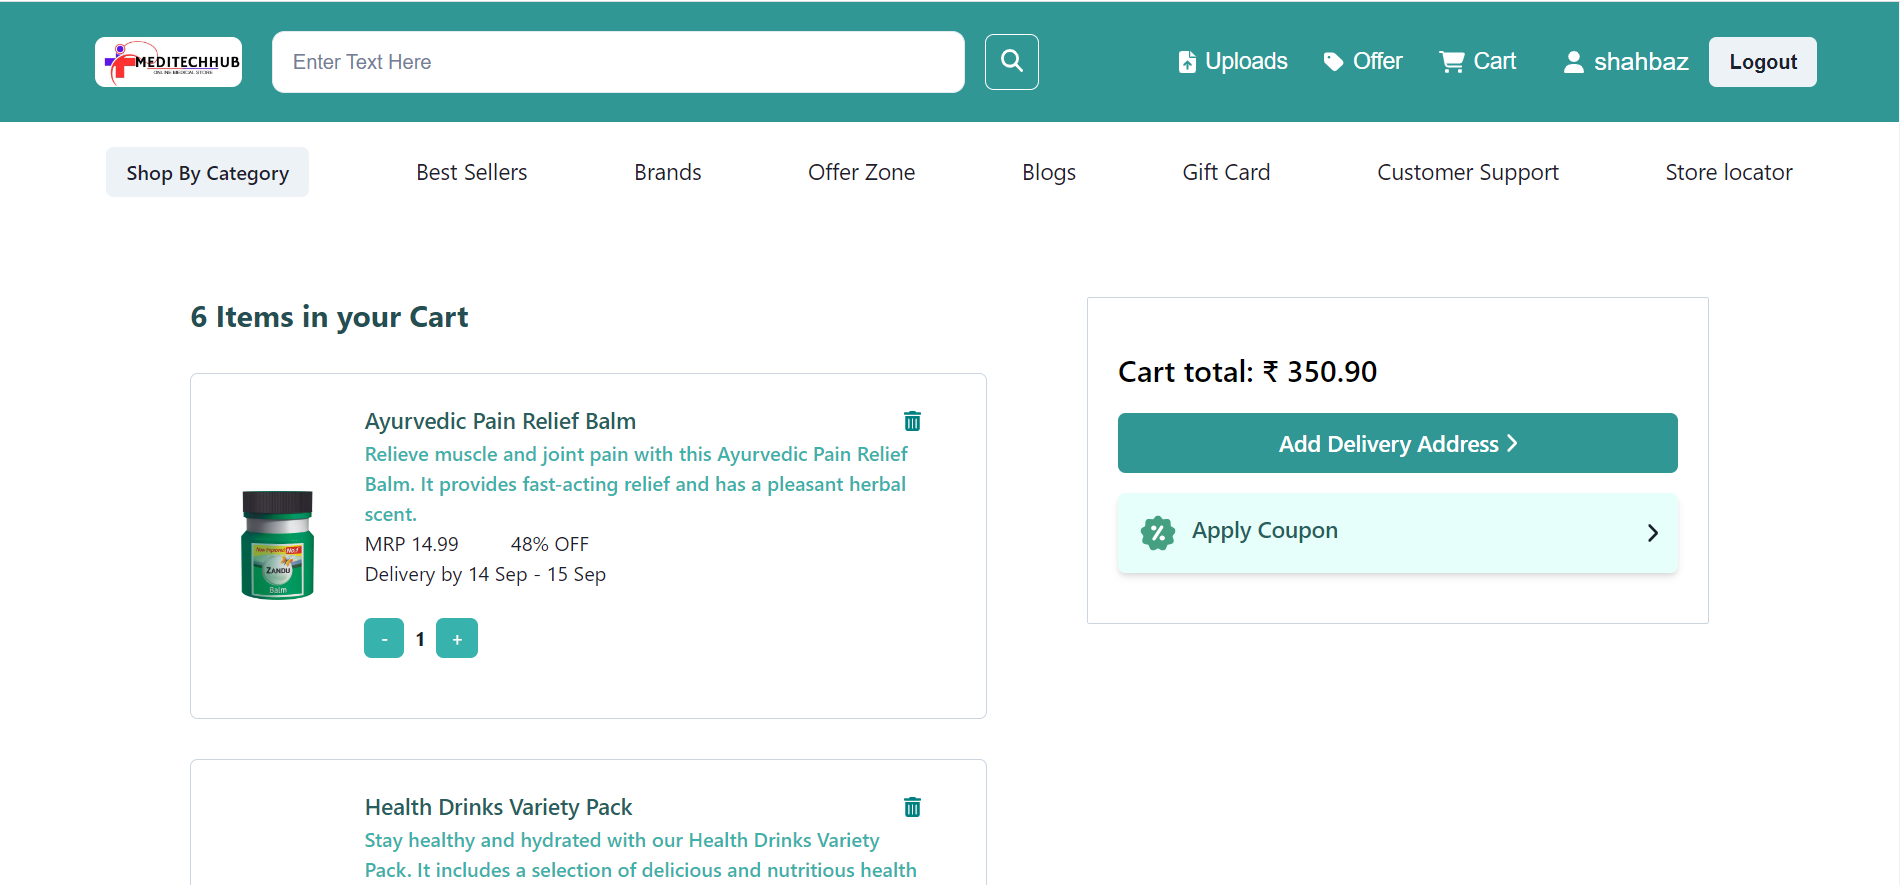 MEDITECHHUB
ONLINE MEDICAL STORE
Enter Text Here
Uploads
Offer
Cart
shahbaz
Logout
Shop By Category
Best Sellers
Brands
Offer Zone
Blogs
Gift Card
Customer Support
Store locator
6 Items in your Cart
Ayurvedic Pain Relief Balm
Relieve muscle and joint pain with this Ayurvedic Pain Relief
Balm. It provides fast-acting relief and has a pleasant herbal
scent.
MRP 14.99 48% OFF
Delivery by 14 Sep - 15 Sep
- 1 +
New Improved No.1
ZANDU
Balm
Health Drinks Variety Pack
Stay healthy and hydrated with our Health Drinks Variety
Pack. It includes a selection of delicious and nutritious health
Cart total: ₹ 350.90
Add Delivery Address
Apply Coupon